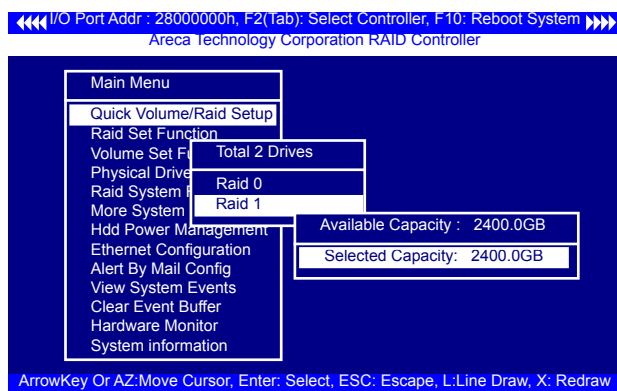 I/O Port Addr : 28000000h, F2(Tab): Select Controller, F10: Reboot System
Areca Technology Corporation RAID Controller
Main Menu
Quick Volume/Raid Setup
Raid Set Function
Volume Set Fu
Physical Drive
Raid System F
More System
Hdd Power Management
Ethernet Configuration
Alert By Mail Config
View System Events
Clear Event Buffer
Hardware Monitor
System information
Total 2 Drives
Raid 0
Raid 1
Available Capacity : 2400.0GB
Selected Capacity: 2400.0GB
ArrowKey Or AZ:Move Cursor, Enter: Select, ESC: Escape, L:Line Draw, X: Redraw